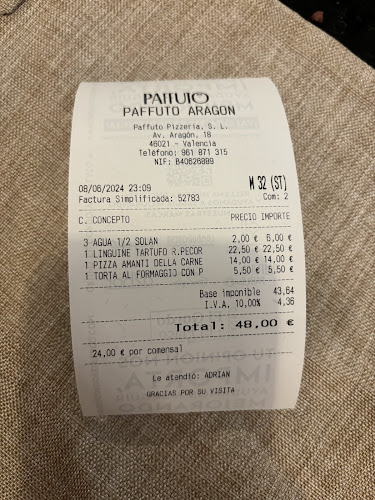 PAffUTO
PAFFUTO ARAGON
Paffuto Pizzeria, S. L.
Av. Aragón, 18
46021 - Valencia
Teléfono: 961 871 315
NIF: B40626889
08/06/2024 23:09
M 32 (ST)
Factura Simplificada: 52783 Com: 2
C. CONCEPTO PRECIO IMPORTE
3 AGUA 1/2 SOLAN 2,00 € 6,00 €
1 LINGUINE TARTUFO R.PECOR 22,50 € 22,50 €
1 PIZZA AMANTI DELLA CARNE 14,00 € 14,00 €
1 TORTA AL FORMAGGIO CON P 5,50 € 5,50 €
Base imponible 43,64
I.V.A. 10,00% 4,36
Total: 48,00 €
24,00 € por comensal
Le atendió: ADRIAN
GRACIAS POR SU VISITA